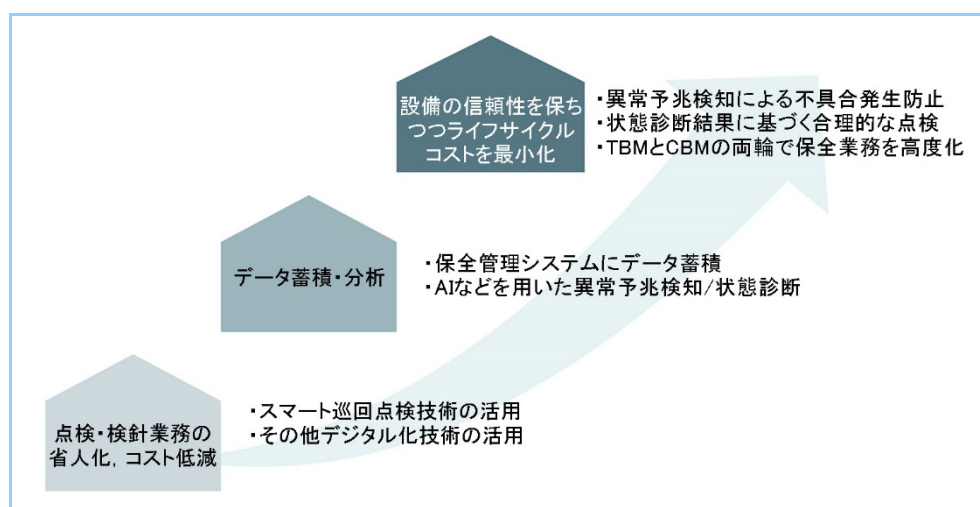 設備の信頼性を保ち
つつライフサイクル
コストを最小化
・異常予兆検知による不具合発生防止
・状態診断結果に基づく合理的な点検
・TBMとCBMの両輪で保全業務を高度化
データ蓄積・分析
・保全管理システムにデータ蓄積
・AIなどを用いた異常予兆検知/状態診断
点検・検針業務の
省人化，コスト低減
・スマート巡回点検技術の活用
・その他デジタル化技術の活用